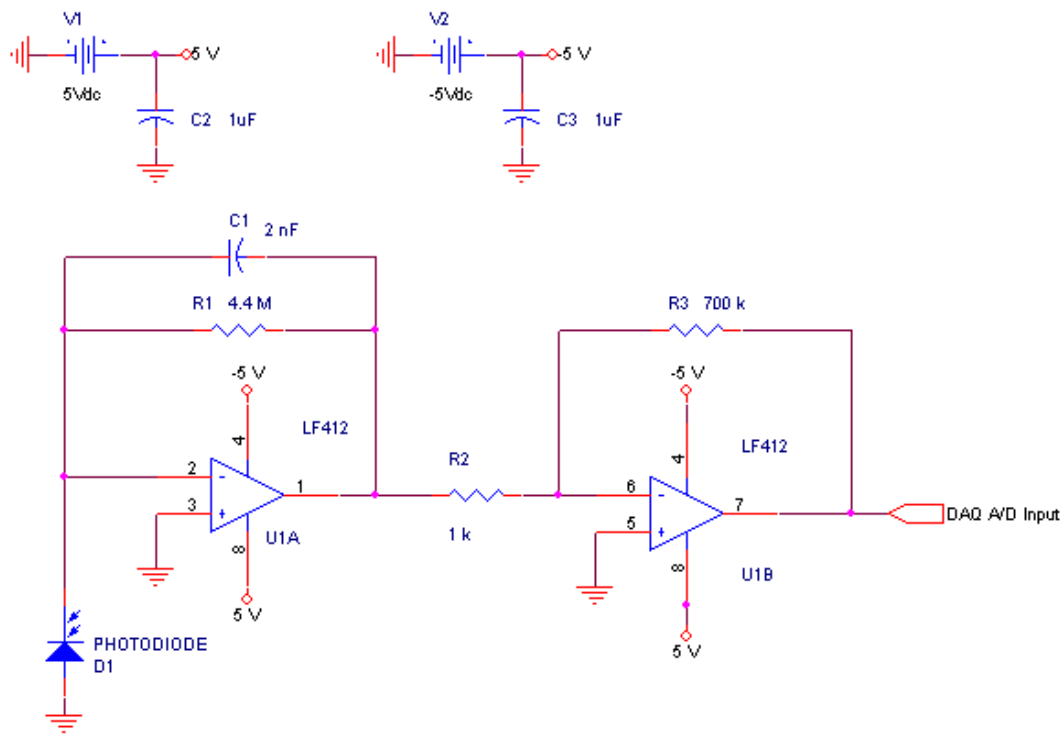 V1
V2
5 V
-5 V
5Vdc
-5Vdc
C2 1uF
C3 1uF
C1
2 nF
R1 4.4 M
R3 700 k
-5 V
-5 V
4
LF412
4
LF412
2
-
1
R2
6
-
7
3
+
5
+
DAQ A/D Input
8
U1A
1 k
8
U1B
5 V
5 V
PHOTODIODE
D1